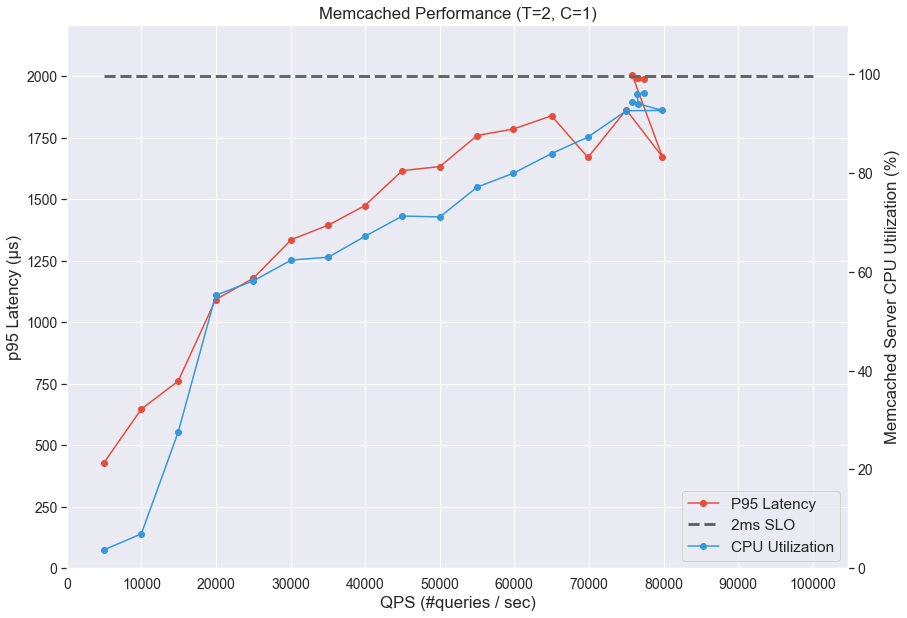 Memcached Performance (T=2, C=1)
p95 Latency (μs)
2000
1750
1500
1250
1000
750
500
250
0
100
80
60
40
20
0
Memcached Server CPU Utilization (%)
P95 Latency
2ms SLO
CPU Utilization
0 10000 20000 30000 40000 50000 60000 70000 80000 90000 100000
QPS (#queries / sec)